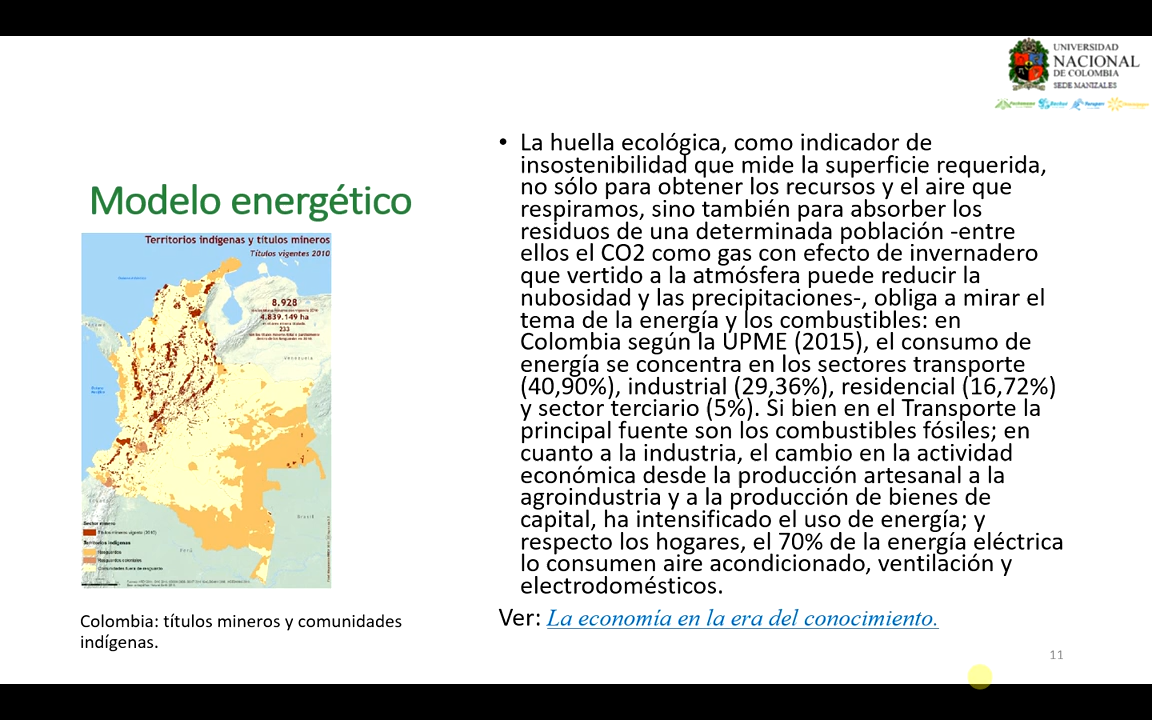 UNIVERSIDAD
NACIONAL
DE COLOMBIA
SEDE MANIZALES
Modelo energético
Territorios indígenas y títulos mineros
Títulos vigentes 2010
8.928
4,839.149 ha
233
Venezuela
Brasil
Perú
Sector minero
Territorios indígenas
Colombia: títulos mineros y comunidades
indígenas.
• La huella ecológica, como indicador de
insostenibilidad que mide la superficie requerida,
no sólo para obtener los recursos y el aire que
respiramos, sino también para absorber los
residuos de una determinada población -entre
ellos el CO2 como gas con efecto de invernadero
que vertido a la atmósfera puede reducir la
nubosidad y las precipitaciones-, obliga a mirar el
tema de la energía y los combustibles: en
Colombia según la UPME (2015), el consumo de
energía se concentra en los sectores transporte
(40,90%), industrial (29,36%), residencial (16,72%)
y sector terciario (5%). Si bien en el Transporte la
principal fuente son los combustibles fósiles; en
cuanto a la industria, el cambio en la actividad
económica desde la producción artesanal a la
agroindustria y a la producción de bienes de
capital, ha intensificado el uso de energía; y
respecto los hogares, el 70% de la energía eléctrica
lo consumen aire acondicionado, ventilación y
electrodomésticos.
Ver: La economía en la era del conocimiento.
11